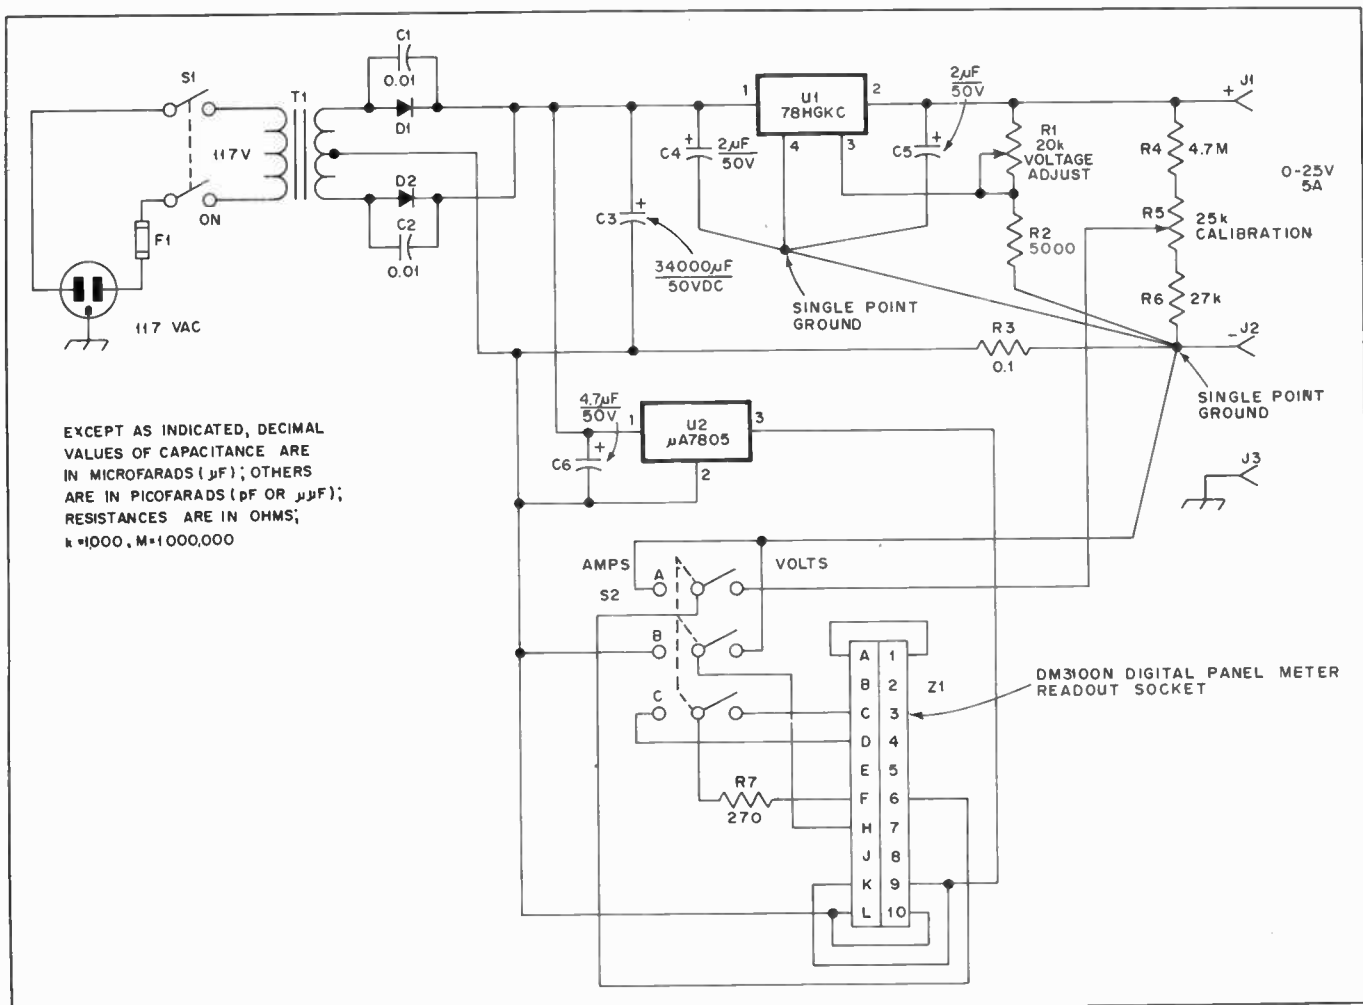 S1
117V
T1
ON
F1
117 VAC
C1
0.01
D1
D2
C2
0.01
C3
34000µF
50VDC
C4
2µF
50V
1
U1
78HGKC
2
4
3
C5
2µF
50V
R1
20k
VOLTAGE
ADJUST
R2
5000
R4
4.7M
R5
25k
CALIBRATION
R6
27k
+
J1
0-25V
5A
-
J2
SINGLE POINT
GROUND
R3
0.1
SINGLE POINT
GROUND
J3
4.7µF
50V
C6
+
1
U2
µA7805
3
2
EXCEPT AS INDICATED, DECIMAL
VALUES OF CAPACITANCE ARE
IN MICROFARADS (µF); OTHERS
ARE IN PICOFARADS (pF OR µµF);
RESISTANCES ARE IN OHMS;
k=1,000, M=1000,000
AMPS
VOLTS
S2
A
B
C
R7
270
A 1
B 2
C 3
D 4
E 5
F 6
H 7
J 8
K 9
L 10
Z1
DM3100N DIGITAL PANEL METER
READOUT SOCKET